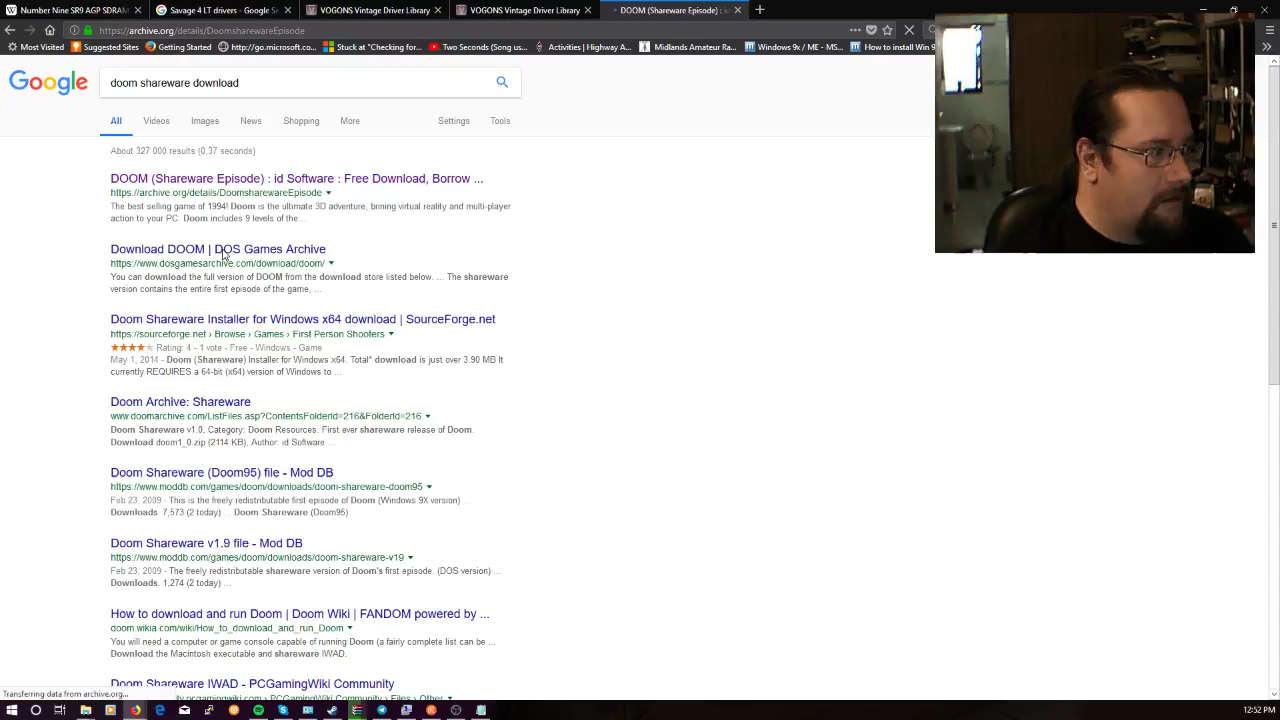 Number Nine SR9 AGP SDRAM
Savage 4 LT drivers - Google Se
VOGONS Vintage Driver Library
VOGONS Vintage Driver Library
DOOM (Shareware Episode) : id
https://archive.org/details/DoomsharewareEpisode
Most Visited
Suggested Sites
Getting Started
http://go.microsoft.co...
Stuck at "Checking for...
Two Seconds (Song us...
Activities | Highway A...
Midlands Amateur Ra...
Windows 9x / ME - MS...
How to install Win 9
Google
doom shareware download
All
Videos
Images
News
Shopping
More
Settings
Tools
About 327 000 results (0,37 seconds)
DOOM (Shareware Episode) : id Software : Free Download, Borrow ...
https://archive.org/details/DoomsharewareEpisode
The best selling game of 1994! Doom is the ultimate 3D adventure, brining virtual reality and multi-player
action to your PC. Doom includes 9 levels of the...
Download DOOM | DOS Games Archive
https://www.dosgamesarchive.com/download/doom/
You can download the full version of DOOM from the download store listed below. ... The shareware
version contains the entire first episode of the game, ...
Doom Shareware Installer for Windows x64 download | SourceForge.net
https://sourceforge.net › Browse › Games › First Person Shooters
Rating: 4 - 1 vote - Free - Windows - Game
May 1, 2014 - Doom (Shareware) Installer for Windows x64. Total* download is just over 3.90 MB It
currently REQUIRES a 64-bit (x64) version of Windows to ...
Doom Archive: Shareware
www.doomarchive.com/ListFiles.asp?ContentsFolderId=216&FolderId=216
Doom Shareware v1.0, Category: Doom Resources. First ever shareware release of Doom.
Download doom1_0.zip (2114 KB), Author: id Software ...
Doom Shareware (Doom95) file - Mod DB
https://www.moddb.com/games/doom/downloads/doom-shareware-doom95
Feb 23, 2009 - This is the freely redistributable first episode of Doom (Windows 9X version) ...
Downloads. 7,573 (2 today) ... Doom Shareware (Doom95)
Doom Shareware v1.9 file - Mod DB
https://www.moddb.com/games/doom/downloads/doom-shareware-v19
Feb 23, 2009 - The freely redistributable shareware version of Doom's first episode. (DOS version) ...
Downloads. 1,274 (2 today) ...
How to download and run Doom | Doom Wiki | FANDOM powered by ...
doom.wikia.com/wiki/How_to_download_and_run_Doom
You will need a computer or game console capable of running Doom (a fairly complete list can be ...
Download the Macintosh executable and shareware IWAD.
Doom Shareware IWAD - PCGamingWiki Community
ty.pcgamingwiki.com › PCGamingWiki Community › Files › Other
Transferring data from archive.org...
12:52 PM